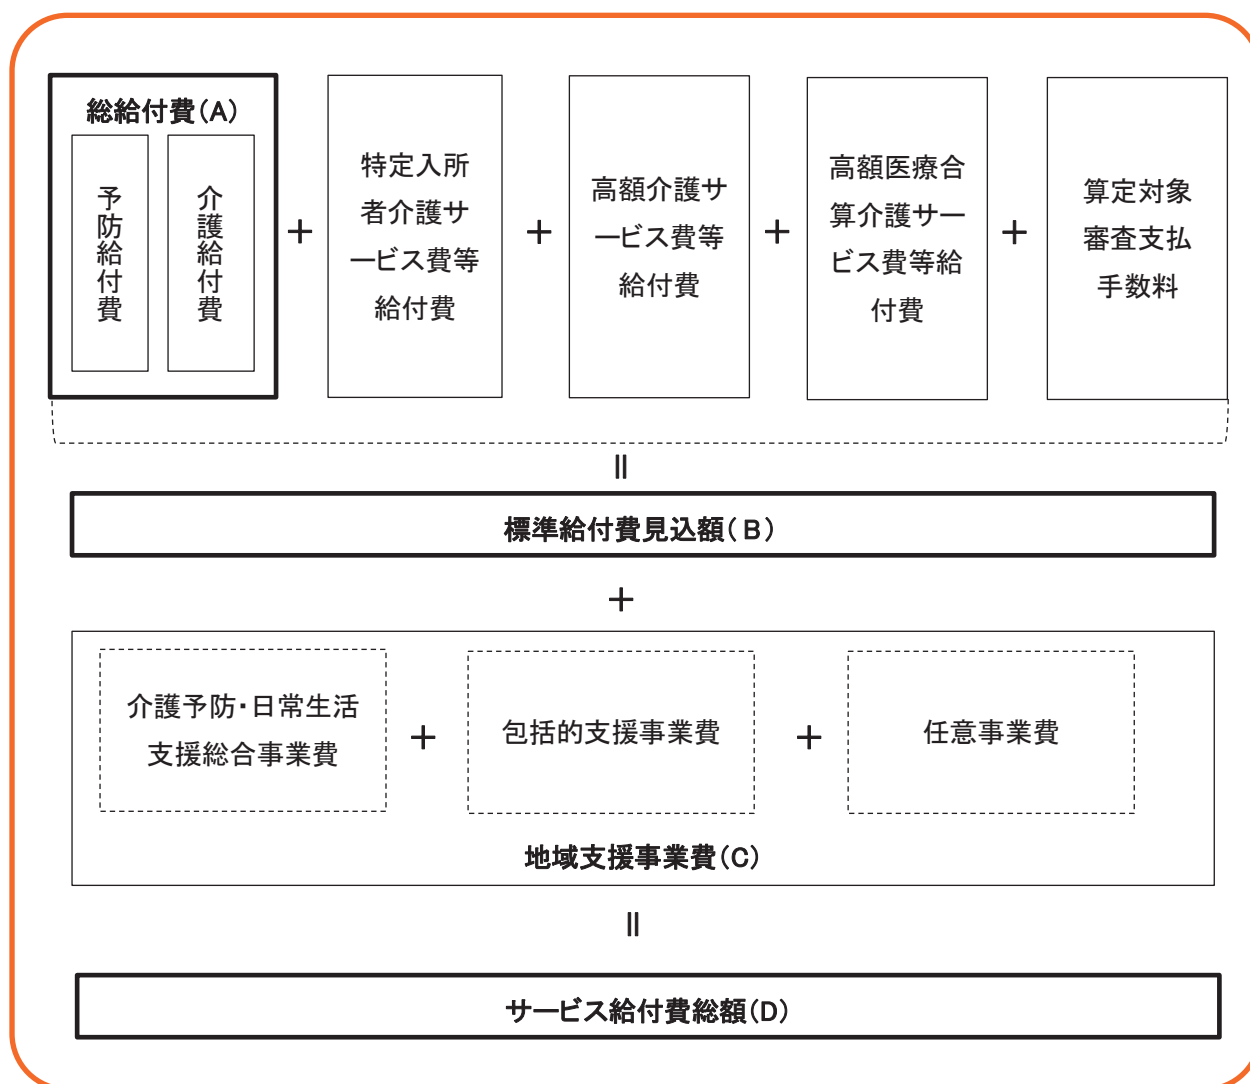 総給付費(A)
予防給付費
介護給付費
＋
特定入所
者介護サ
ービス費等
給付費
＋
高額介護サ
ービス費等
給付費
＋
高額医療合
算介護サー
ビス費等給
付費
＋
算定対象
審査支払
手数料
＝
標準給付費見込額(B)
＋
介護予防・日常生活
支援総合事業費
＋
包括的支援事業費
＋
任意事業費
地域支援事業費(C)
＝
サービス給付費総額(D)